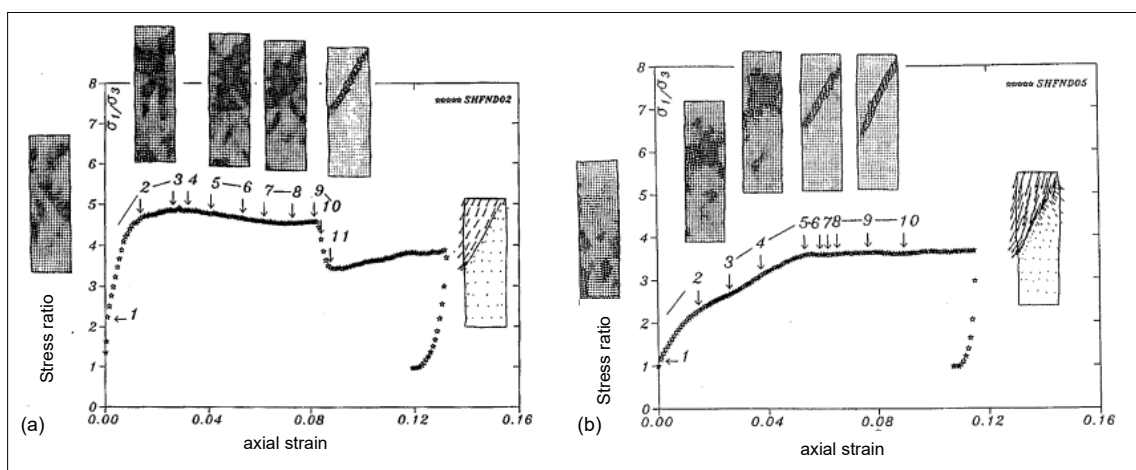 8
7
6
5
4
3
2
1
0
σ1/σ3
☆☆☆☆☆ SHFND02
2 — 3 4 5 — 6 7 — 8 9
10
11
← 1
Stress ratio
0.00 0.04 0.08 0.12 0.16
(a)
axial strain
8
7
6
5
4
3
2
1
0
σ1/σ3
☆☆☆☆☆ SHFND05
2 3 4 5-6 7 8 — 9 — 10
← 1
Stress ratio
0.00 0.04 0.08 0.12 0.16
(b)
axial strain